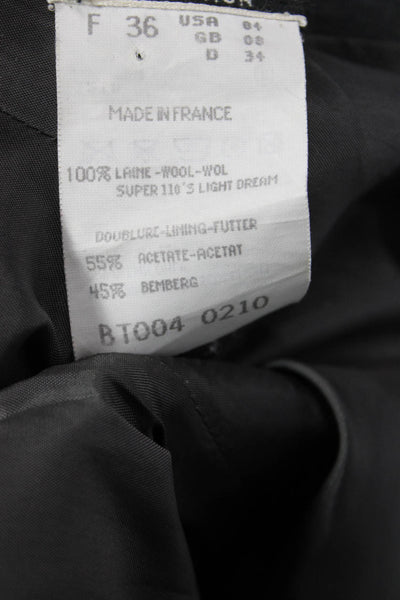 F 36 USA 04
GB 08
D 34
MADE IN FRANCE
100% LAINE-WOOL-WOL
SUPER 110'S LIGHT DREAM
DOUBLURE-LINING-FUTTER
55% ACETATE-ACETAT
45% BEMBERG
BT004 0210